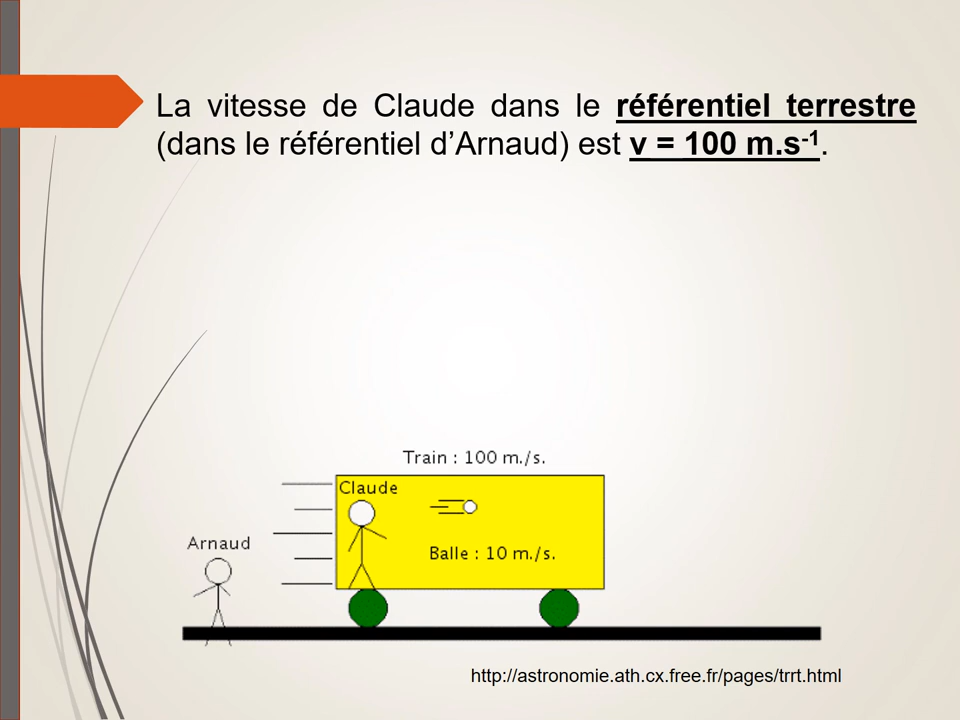 La vitesse de Claude dans le référentiel terrestre
(dans le référentiel d’Arnaud) est v = 100 m.s-1.
Train : 100 m./s.
Claude
Arnaud
Balle : 10 m./s.
http://astronomie.ath.cx.free.fr/pages/trrt.html